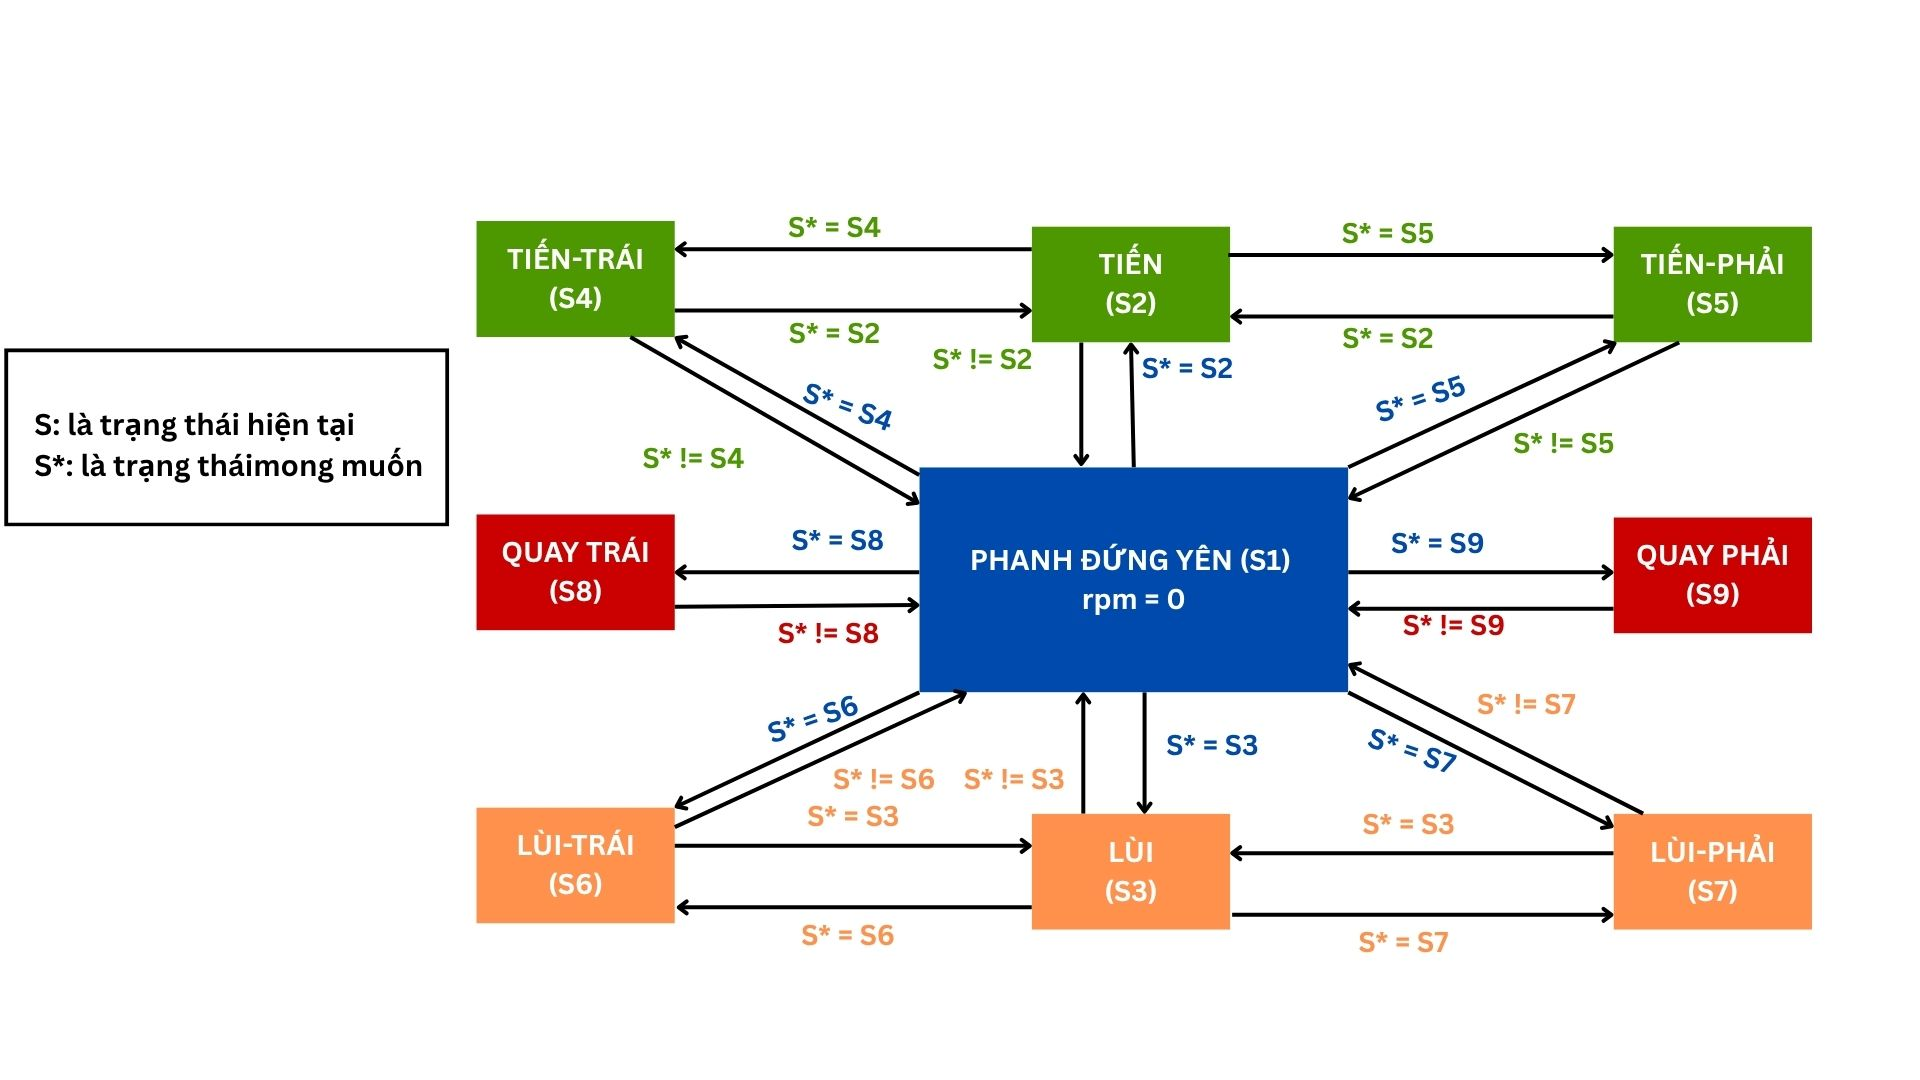 S* = S4
S* = S5
TIẾN-TRÁI
(S4)
TIẾN
(S2)
TIẾN-PHẢI
(S5)
S* = S2
S* != S2
S* = S2
S* = S2
S: là trạng thái hiện tại
S*: là trạng tháimong muốn
S* = S4
S* != S4
S* = S5
S* != S5
QUAY TRÁI
(S8)
S* = S8
S* != S8
PHANH ĐỨNG YÊN (S1)
rpm = 0
S* = S9
S* != S9
QUAY PHẢI
(S9)
S* = S6
S* != S6
S* != S3
S* = S3
S* = S7
S* != S7
LÙI-TRÁI
(S6)
S* = S3
S* = S6
LÙI
(S3)
S* = S3
S* = S7
LÙI-PHẢI
(S7)